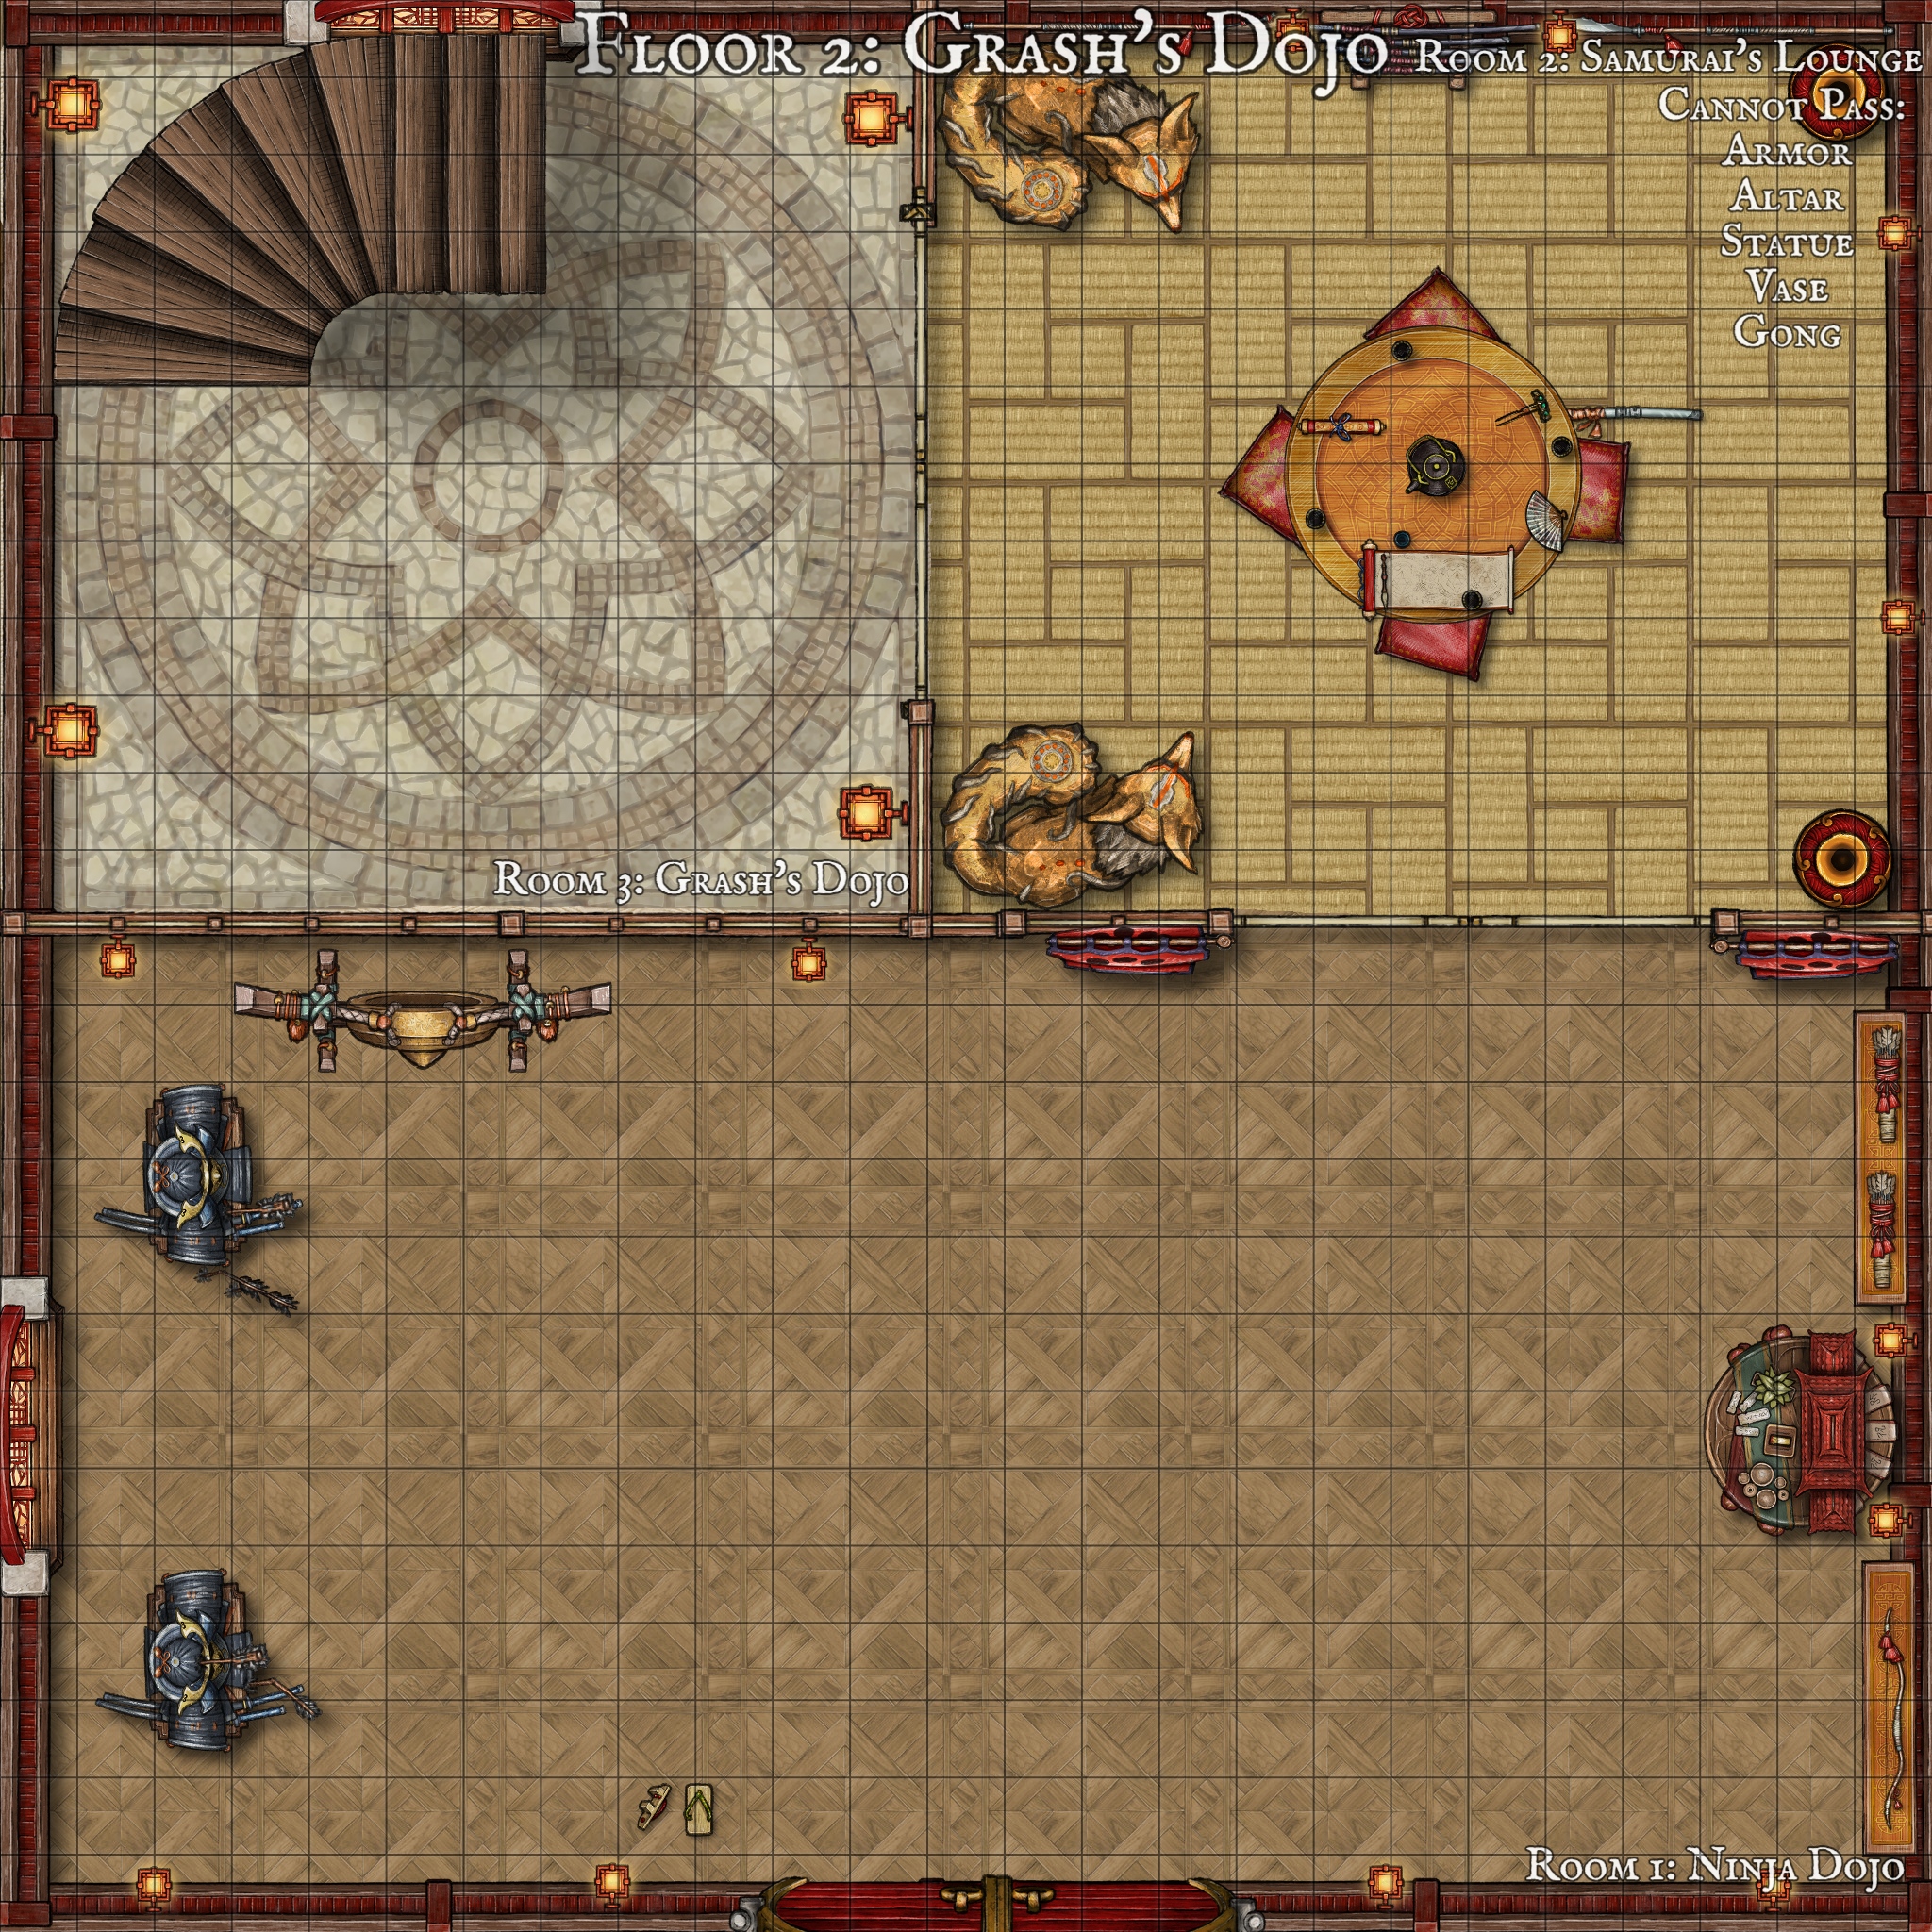 Floor 2: Grash's Dojo
Room 2: Samurai's Lounge
Cannot Pass:
Armor
Altar
Statue
Vase
Gong
Room 3: Grash's Dojo
Room 1: Ninja Dojo